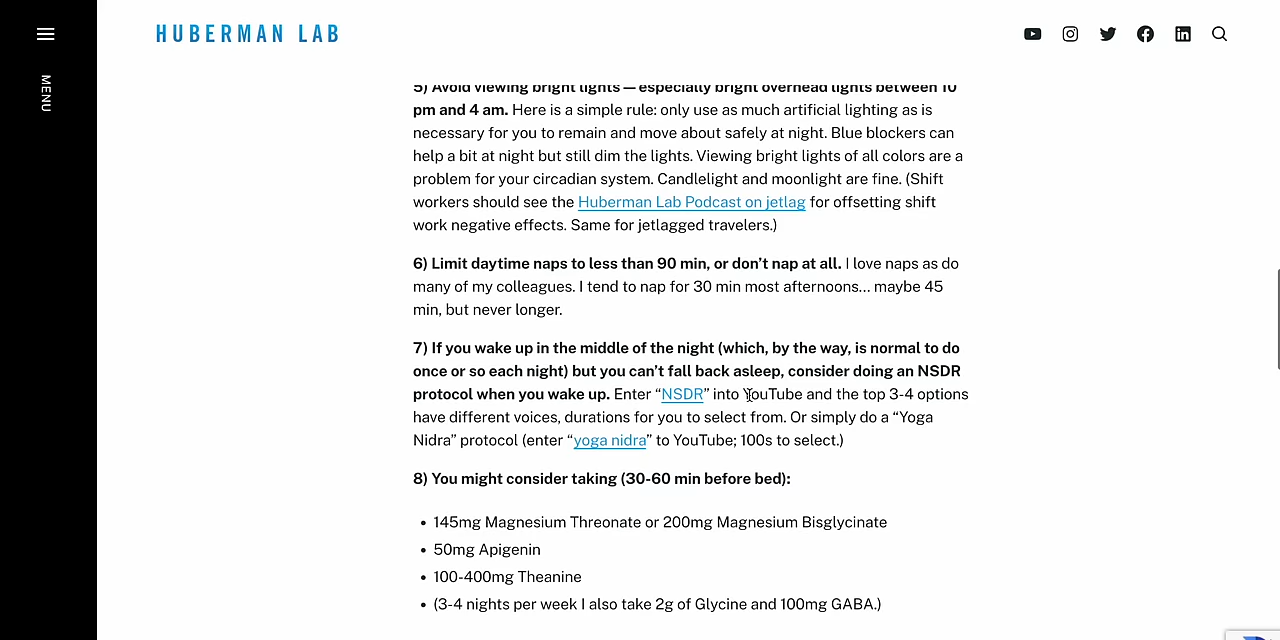 HUBERMAN LAB
MENU
5) Avoid viewing bright lights — especially bright overhead lights between 10
pm and 4 am. Here is a simple rule: only use as much artificial lighting as is
necessary for you to remain and move about safely at night. Blue blockers can
help a bit at night but still dim the lights. Viewing bright lights of all colors are a
problem for your circadian system. Candlelight and moonlight are fine. (Shift
workers should see the Huberman Lab Podcast on jetlag for offsetting shift
work negative effects. Same for jetlagged travelers.)
6) Limit daytime naps to less than 90 min, or don’t nap at all. I love naps as do
many of my colleagues. I tend to nap for 30 min most afternoons… maybe 45
min, but never longer.
7) If you wake up in the middle of the night (which, by the way, is normal to do
once or so each night) but you can’t fall back asleep, consider doing an NSDR
protocol when you wake up. Enter “NSDR” into YouTube and the top 3-4 options
have different voices, durations for you to select from. Or simply do a “Yoga
Nidra” protocol (enter “yoga nidra” to YouTube; 100s to select.)
8) You might consider taking (30-60 min before bed):
• 145mg Magnesium Threonate or 200mg Magnesium Bisglycinate
• 50mg Apigenin
• 100-400mg Theanine
• (3-4 nights per week I also take 2g of Glycine and 100mg GABA.)